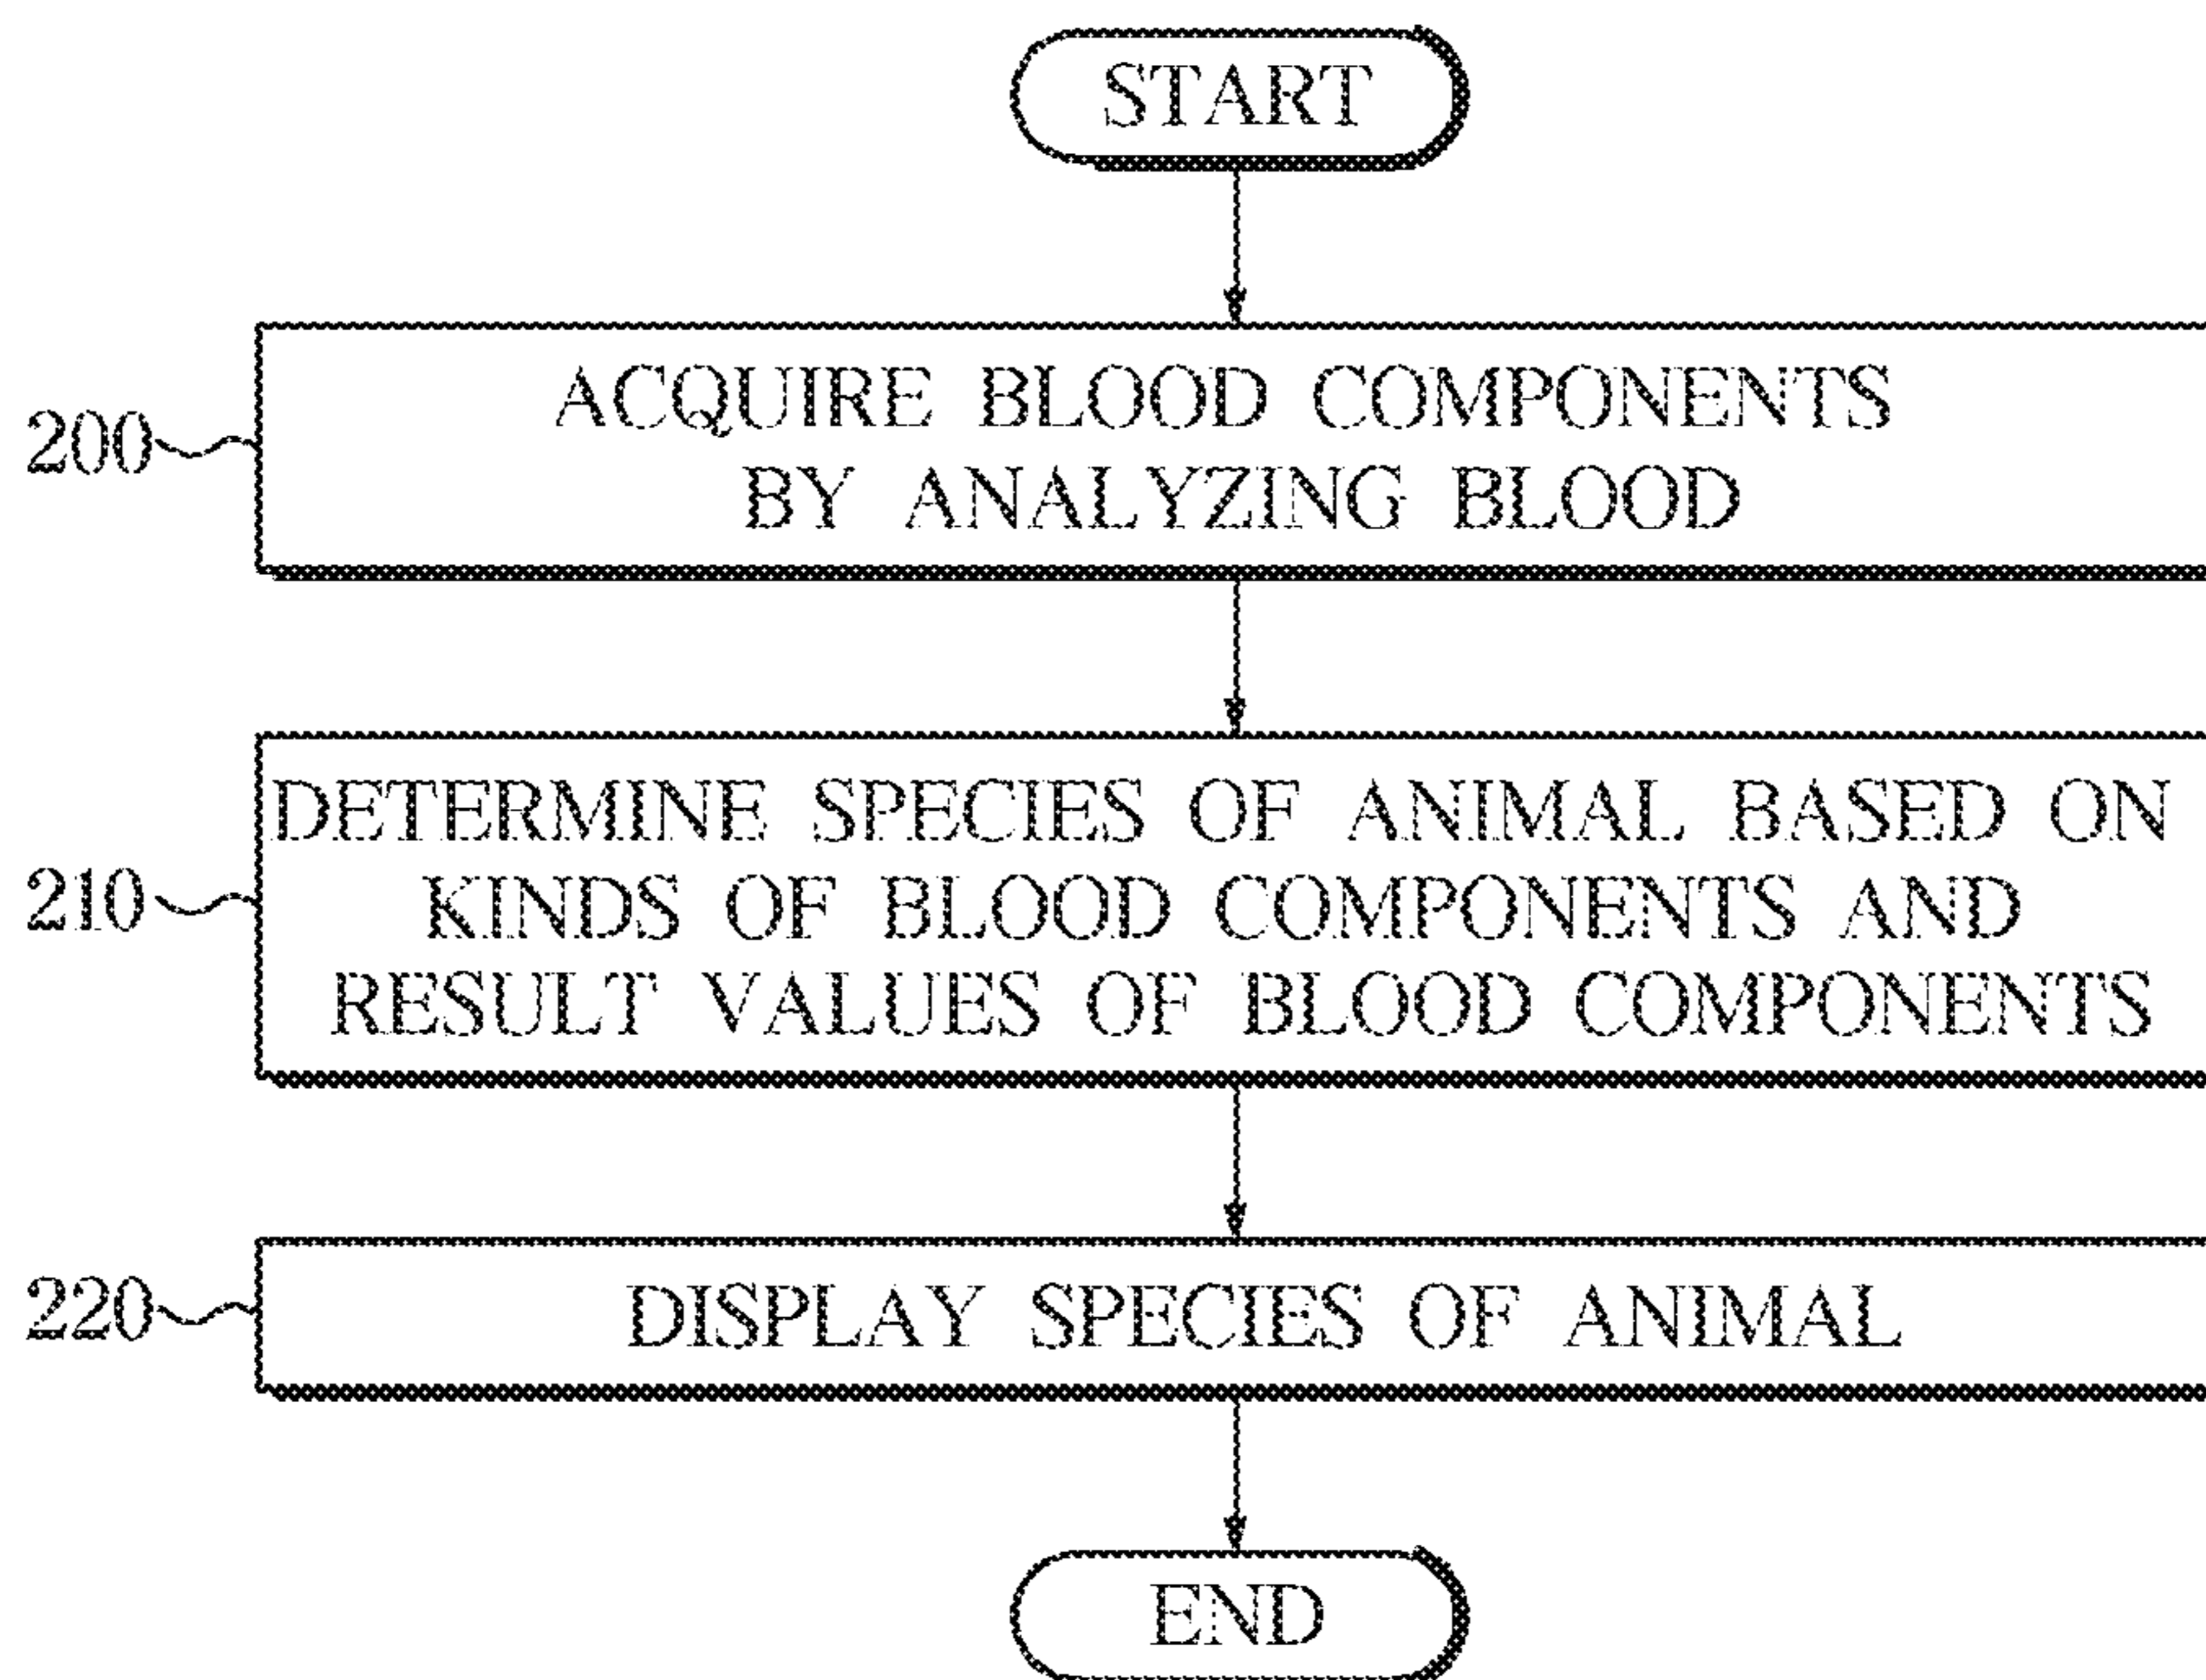 START
200
ACQUIRE BLOOD COMPONENTS
BY ANALYZING BLOOD
210
DETERMINE SPECIES OF ANIMAL BASED ON
KINDS OF BLOOD COMPONENTS AND
RESULT VALUES OF BLOOD COMPONENTS
220
DISPLAY SPECIES OF ANIMAL
END